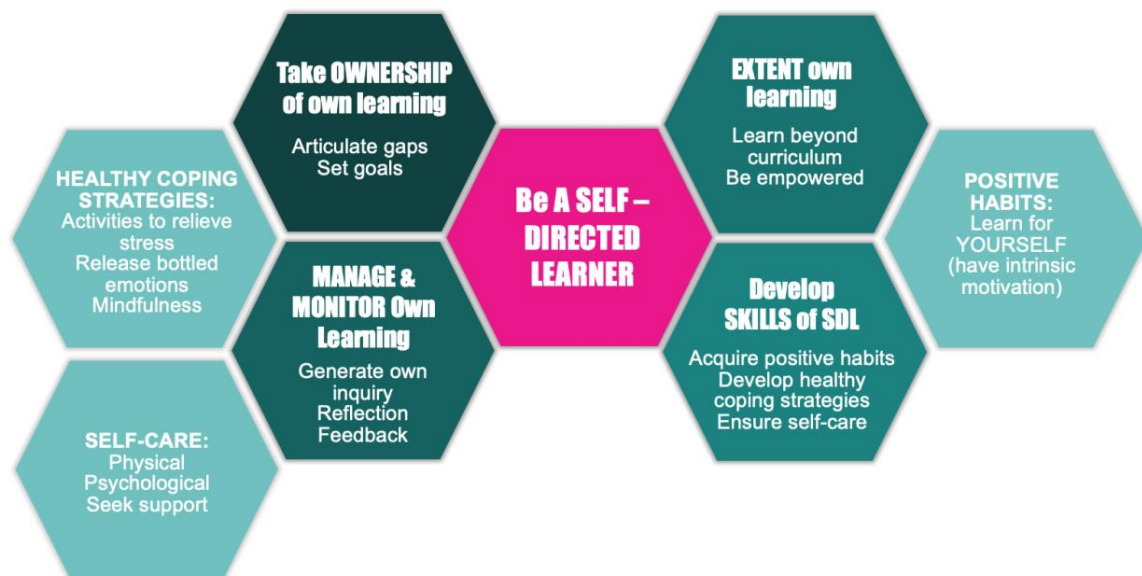 Take OWNERSHIP
of own learning
Articulate gaps
Set goals
EXTENT own
learning
Learn beyond
curriculum
Be empowered
HEALTHY COPING
STRATEGIES:
Activities to relieve
stress
Release bottled
emotions
Mindfulness
Be A SELF –
DIRECTED
LEARNER
POSITIVE
HABITS:
Learn for
YOURSELF
(have intrinsic
motivation)
MANAGE &
MONITOR Own
Learning
Generate own
inquiry
Reflection
Feedback
Develop
SKILLS of SDL
Acquire positive habits
Develop healthy
coping strategies
Ensure self-care
SELF-CARE:
Physical
Psychological
Seek support